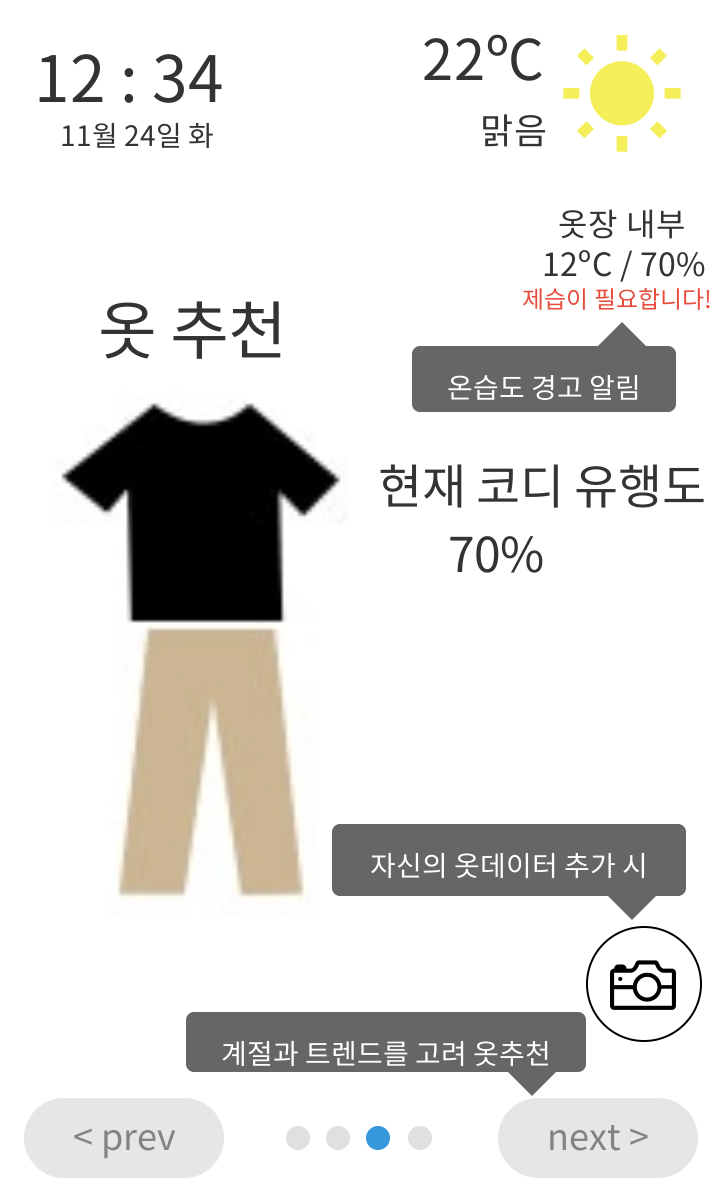 12 : 34
11월 24일 화
22ºC
맑음
옷장 내부
12ºC / 70%
제습이 필요합니다!
온습도 경고 알림
옷 추천
현재 코디 유행도
70%
자신의 옷데이터 추가 시
계절과 트렌드를 고려 옷추천
< prev
next >